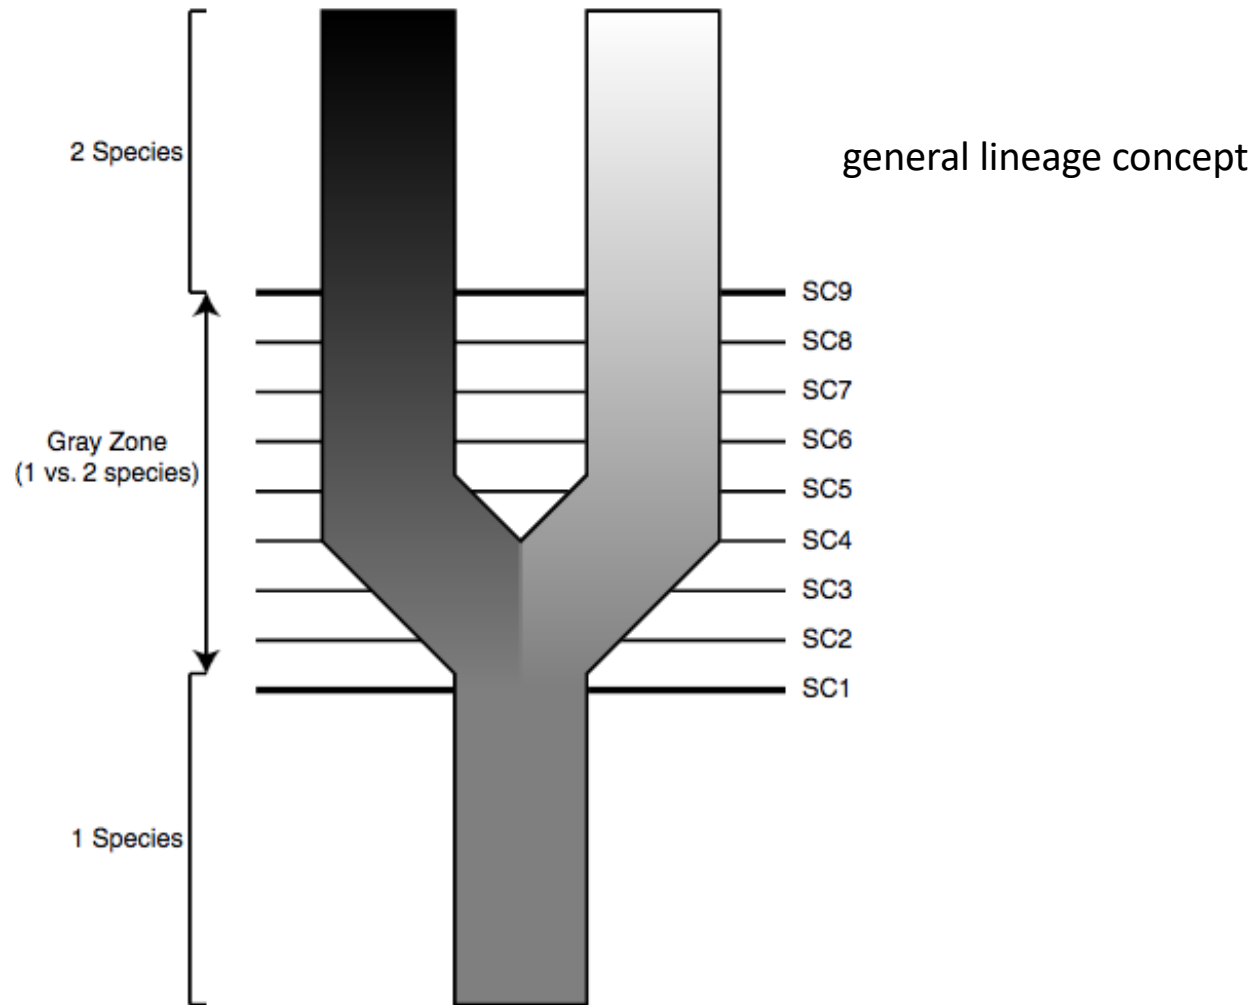 2 Species
general lineage concept
SC9
SC8
SC7
SC6
Gray Zone
(1 vs. 2 species)
SC5
SC4
SC3
SC2
SC1
1 Species